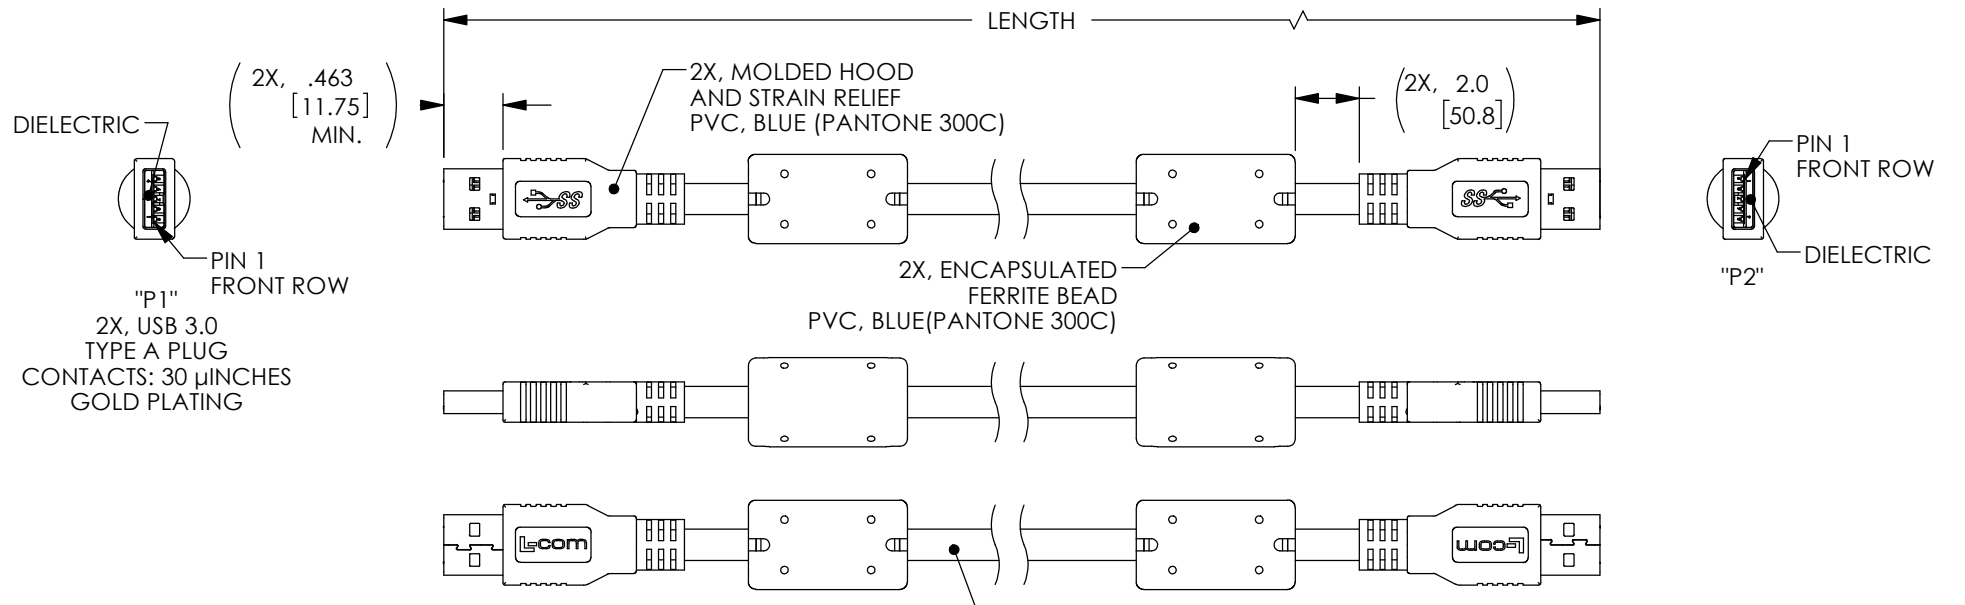 LENGTH
2X, .463
[11.75]
MIN.
2X, MOLDED HOOD
AND STRAIN RELIEF
PVC, BLUE (PANTONE 300C)
2X, 2.0
[50.8]
DIELECTRIC
PIN 1
FRONT ROW
"P1"
2X, USB 3.0
TYPE A PLUG
CONTACTS: 30 µINCHES
GOLD PLATING
SS
SS
2X, ENCAPSULATED
FERRITE BEAD
PVC, BLUE(PANTONE 300C)
PIN 1
FRONT ROW
DIELECTRIC
"P2"
L-com
L-com